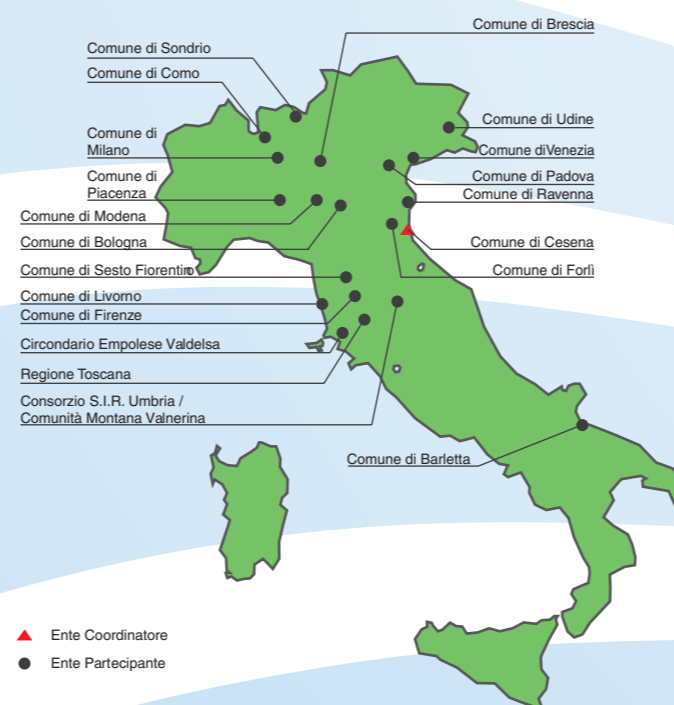 Comune di Brescia
Comune di Sondrio
Comune di Como
Comune di Udine
Comune di
Milano
Comune diVenezia
Comune di
Piacenza
Comune di Padova
Comune di Ravenna
Comune di Modena
Comune di Bologna
Comune di Cesena
Comune di Sesto Fiorentino
Comune di Forlì
Comune di Livorno
Comune di Firenze
Circondario Empolese Valdelsa
Regione Toscana
Consorzio S.I.R. Umbria /
Comunità Montana Valnerina
Comune di Barletta
Ente Coordinatore
Ente Partecipante